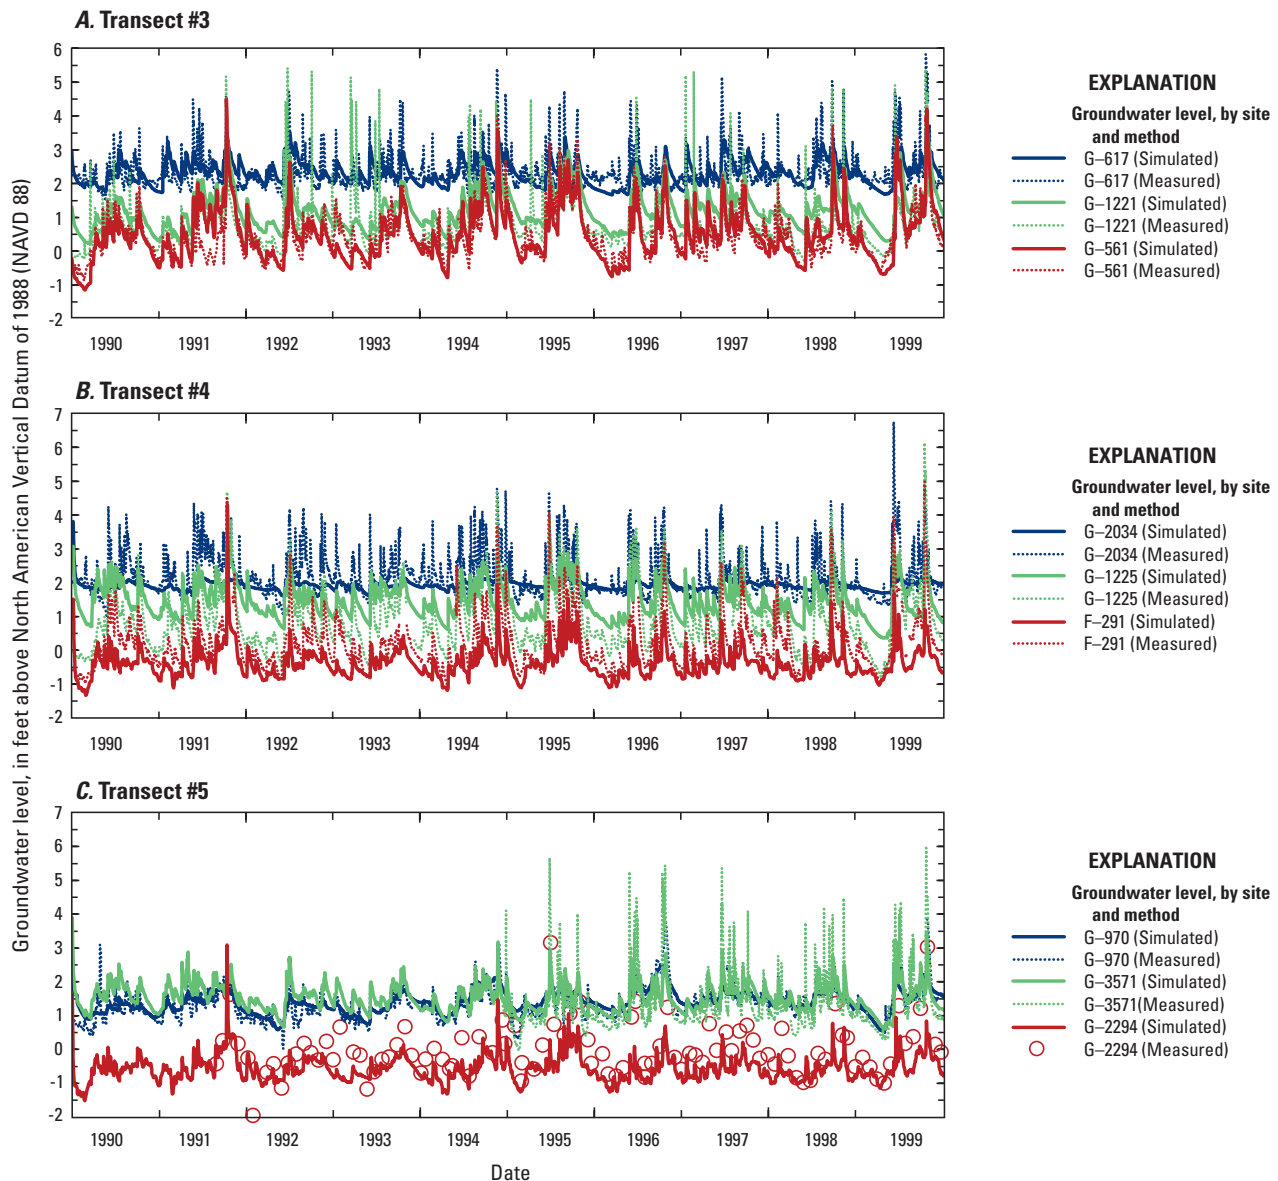 A. Transect #3
6
5
4
3
2
1
0
-1
-2
1990 1991 1992 1993 1994 1995 1996 1997 1998 1999
EXPLANATION
Groundwater level, by site
and method
G–617 (Simulated)
G–617 (Measured)
G–1221 (Simulated)
G–1221 (Measured)
G–561 (Simulated)
G–561 (Measured)
Groundwater level, in feet above North American Vertical Datum of 1988 (NAVD 88)
B. Transect #4
7
6
5
4
3
2
1
0
-1
-2
1990 1991 1992 1993 1994 1995 1996 1997 1998 1999
EXPLANATION
Groundwater level, by site
and method
G–2034 (Simulated)
G–2034 (Measured)
G–1225 (Simulated)
G–1225 (Measured)
F–291 (Simulated)
F–291 (Measured)
C. Transect #5
7
6
5
4
3
2
1
0
-1
-2
1990 1991 1992 1993 1994 1995 1996 1997 1998 1999
Date
EXPLANATION
Groundwater level, by site
and method
G–970 (Simulated)
G–970 (Measured)
G–3571 (Simulated)
G–3571(Measured)
G–2294 (Simulated)
G–2294 (Measured)